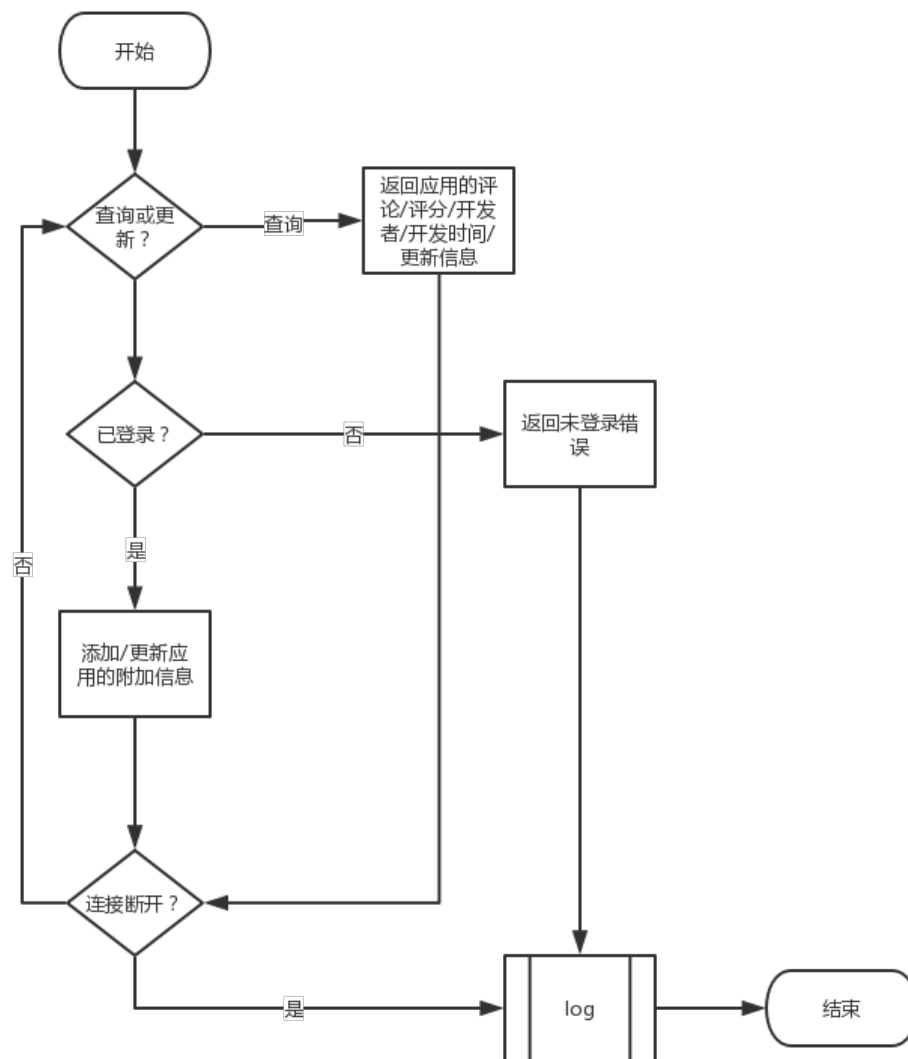 开始
查询或更
新？
查询
返回应用的评
论/评分/开发
者/开发时间/
更新信息
已登录？
否
返回未登录错
误
是
否
添加/更新应
用的附加信息
连接断开？
是
log
结束